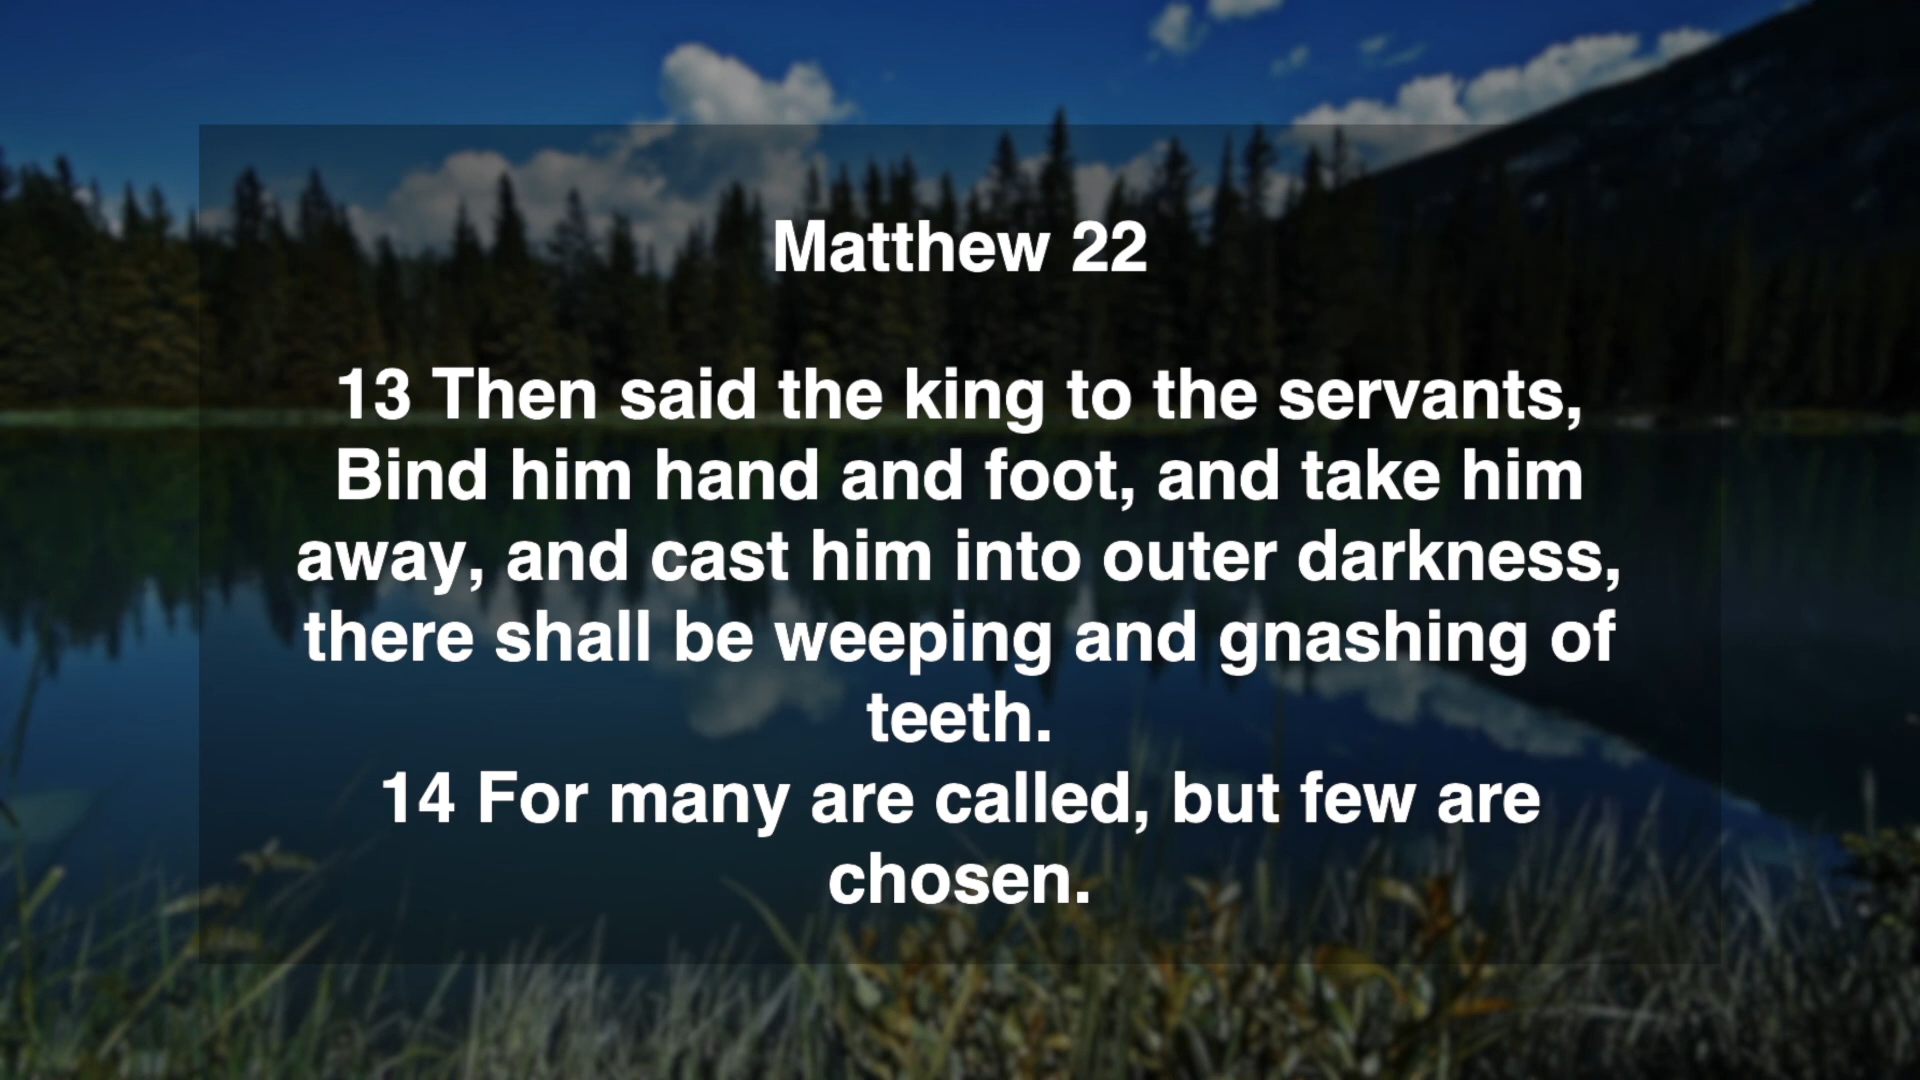 Matthew 22
13 Then said the king to the servants,
Bind him hand and foot, and take him
away, and cast him into outer darkness,
there shall be weeping and gnashing of
teeth.
14 For many are called, but few are
chosen.